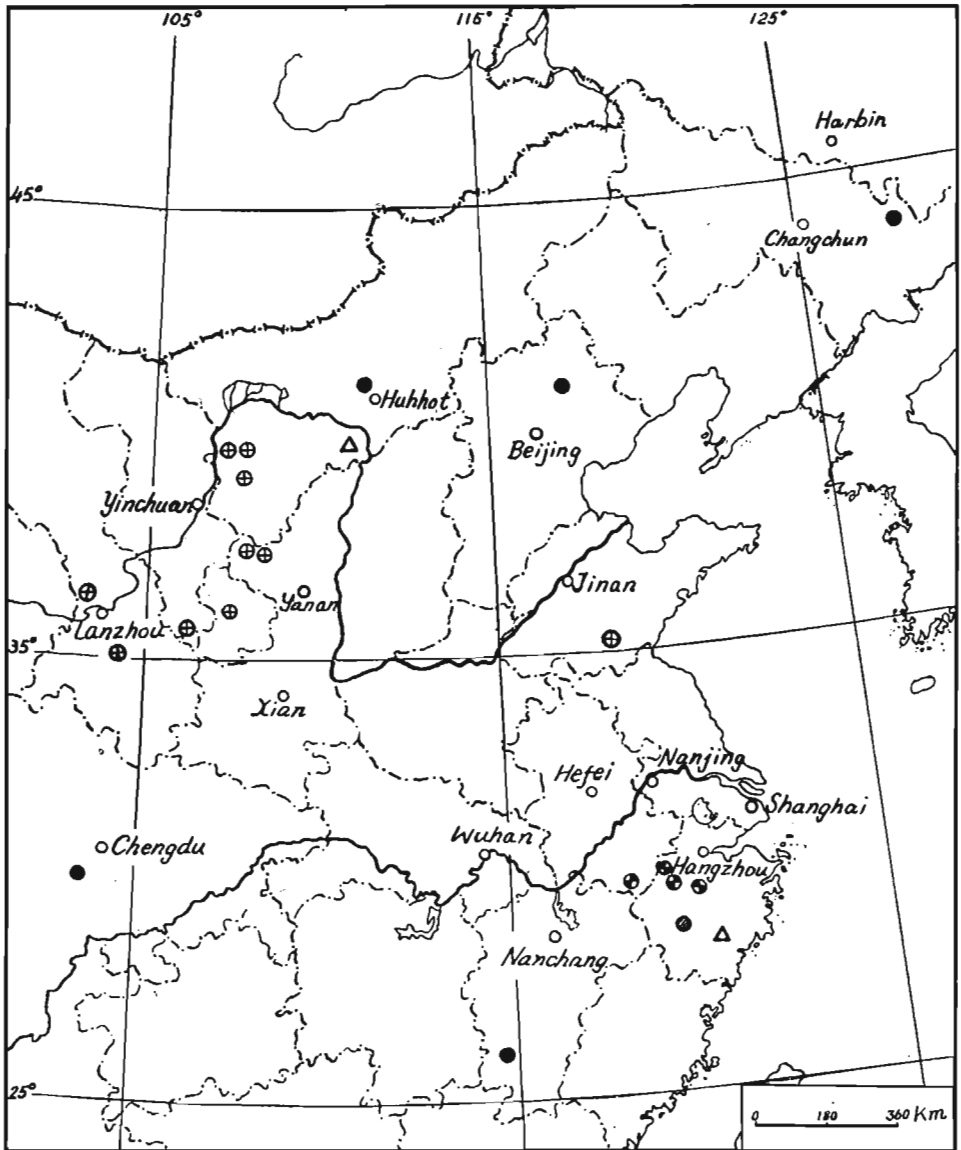 105° 115° 125°
Harbin
45°
Changchun
Huhhot
Beijing
Yinchuan
Jinan
Yanan
Lanzhou
35°
Xian
Nanjing
Hefei
Shanghai
Wuhan
Chengdu
Hangzhou
Nanchang
25°
0 180 360 Km